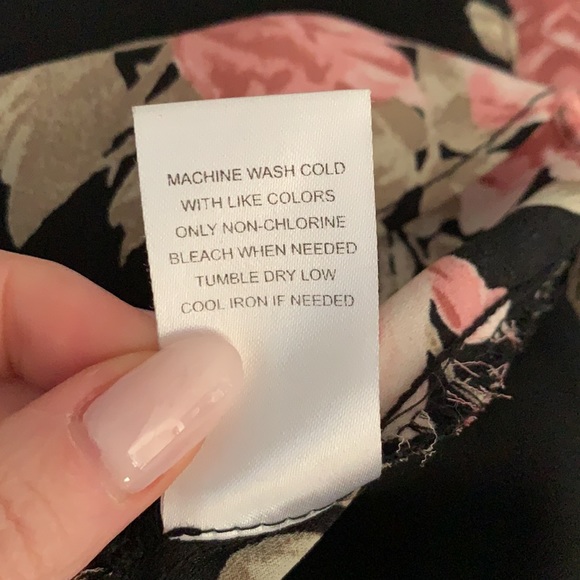 MACHINE WASH COLD
WITH LIKE COLORS
ONLY NON-CHLORINE
BLEACH WHEN NEEDED
TUMBLE DRY LOW
COOL IRON IF NEEDED